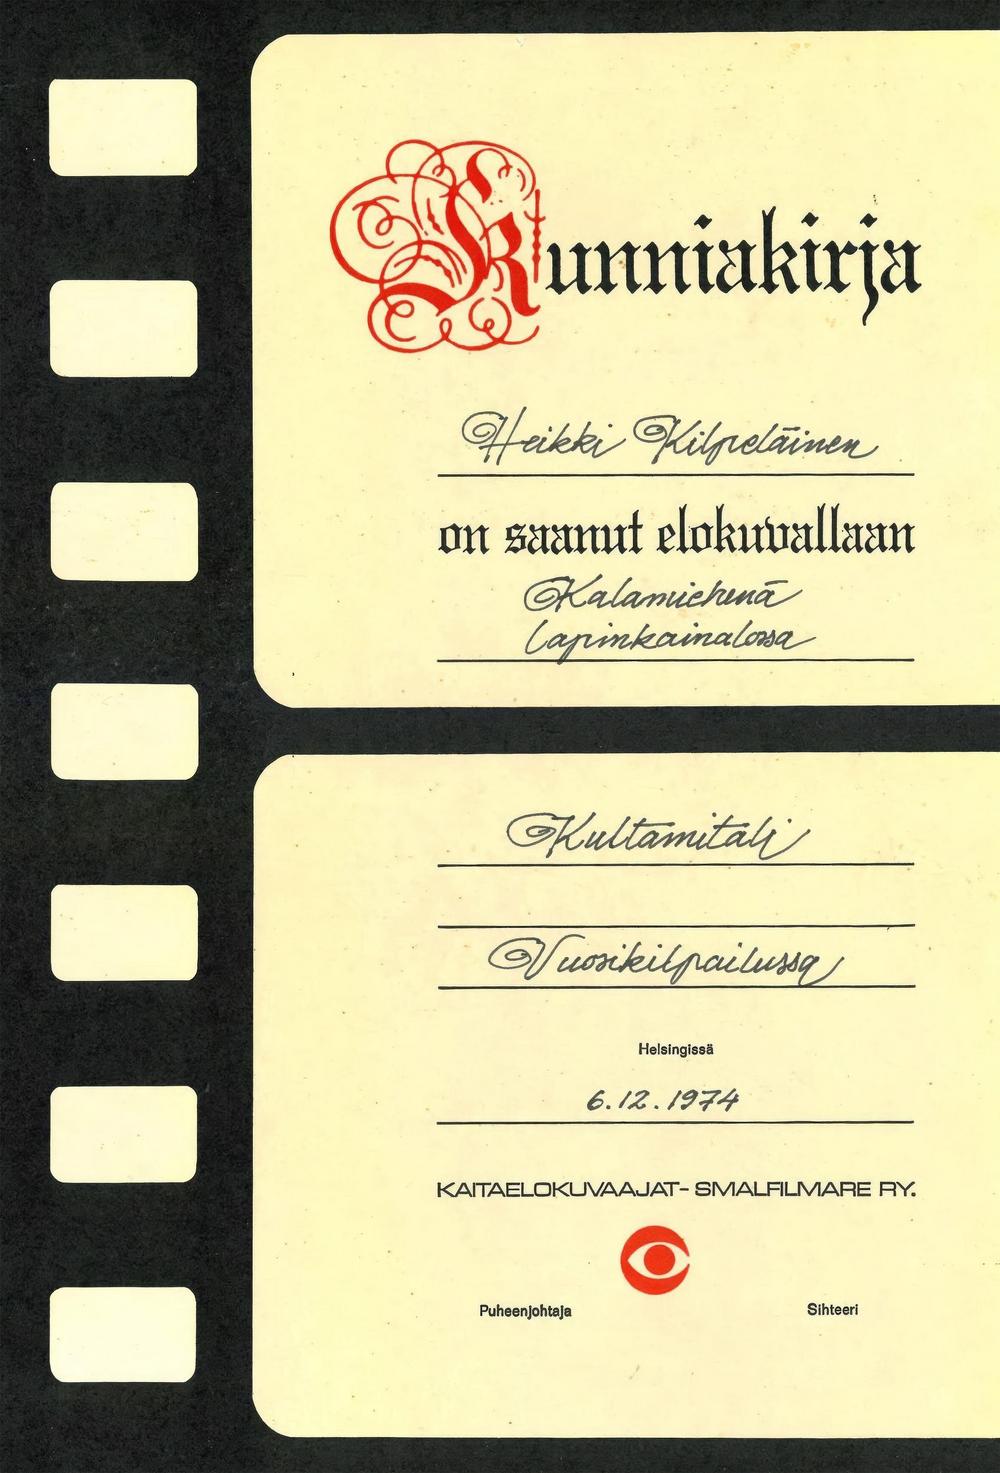 Kunniakirja
Heikki Kilpeläinen
on saanut elokuvallaan
Kalamiehenä
Lapinkainalossa
Kultamitali
Vuosikilpailussa
Helsingissä
6.12.1974
KAITAELOKUVAAJAT- SMALFILMARE RY.
Puheenjohtaja Sihteeri